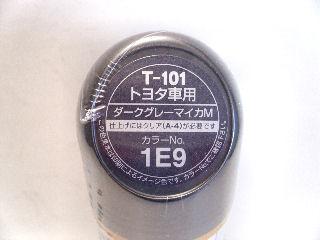 T-101
トヨタ車用
ダークグレーマイカM
仕上げにはクリア(A-4)が必要です
カラーNo.
1E9